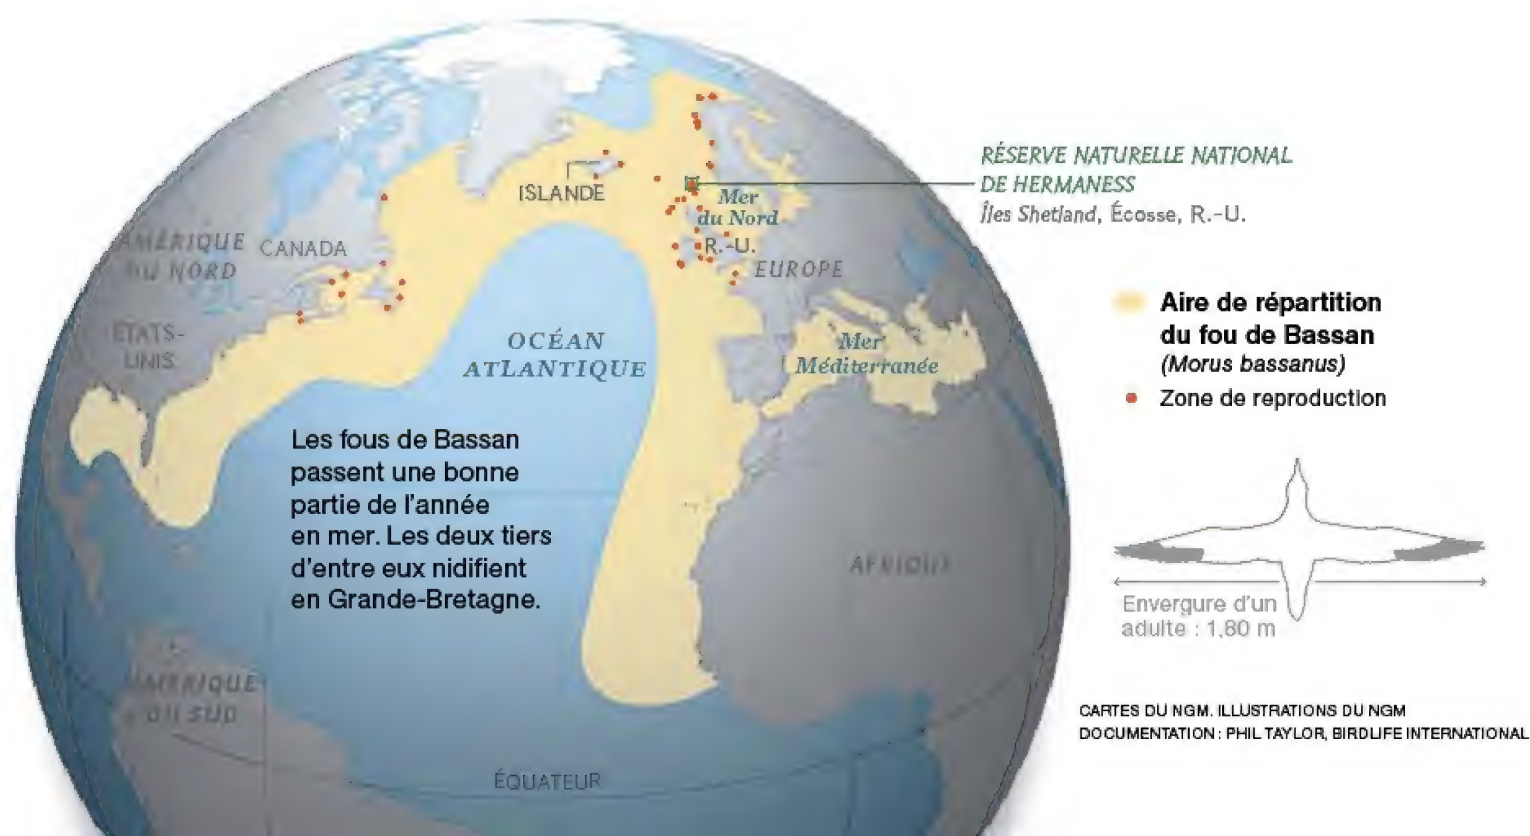 RÉSERVE NATURELLE NATIONAL
DE HERMANESS
Îles Shetland, Écosse, R.-U.
ISLANDE
Mer
du Nord
R.-U.
EUROPE
AMÉRIQUE
DU NORD
CANADA
ÉTATS-
UNIS
OCÉAN
ATLANTIQUE
Mer
Méditerranée
Aire de répartition
du fou de Bassan
(Morus bassanus)
Zone de reproduction
Les fous de Bassan
passent une bonne
partie de l'année
en mer. Les deux tiers
d'entre eux nidifient
en Grande-Bretagne.
AFRIQUE
Envergure d'un
adulte : 1,80 m
AMÉRIQUE
DU SUD
ÉQUATEUR
CARTES DU NGM. ILLUSTRATIONS DU NGM
DOCUMENTATION : PHIL TAYLOR, BIRDLIFE INTERNATIONAL